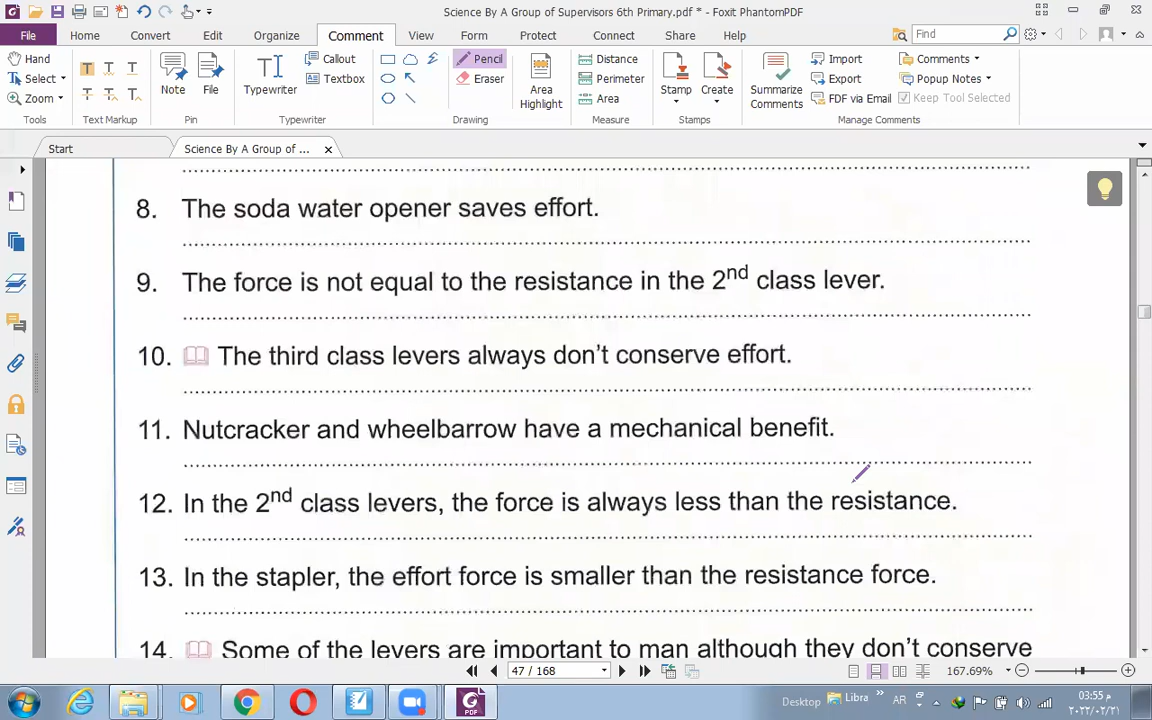 Science By A Group of Supervisors 6th Primary.pdf * - Foxit PhantomPDF
File Home Convert Edit Organize Comment View Form Protect Connect Share Help Find
Hand
Select
Zoom
Tools
Text Markup
Note
File
Pin
Typewriter
Callout
Textbox
Typewriter
Pencil
Eraser
Area Highlight
Drawing
Distance
Perimeter
Area
Measure
Stamp
Create
Stamps
Summarize Comments
Import
Export
FDF via Email
Comments
Popup Notes
Keep Tool Selected
Manage Comments
Start
Science By A Group of ...
8. The soda water opener saves effort.
9. The force is not equal to the resistance in the 2nd class lever.
10. The third class levers always don't conserve effort.
11. Nutcracker and wheelbarrow have a mechanical benefit.
12. In the 2nd class levers, the force is always less than the resistance.
13. In the stapler, the effort force is smaller than the resistance force.
14. Some of the levers are important to man although they don't conserve
47 / 168
167.69%
Desktop
Libra
AR
03:55 م